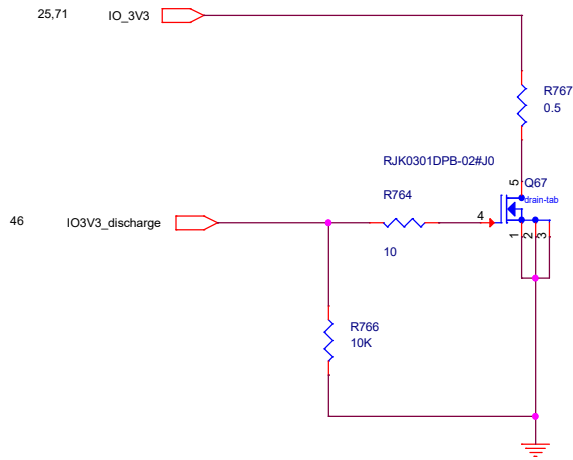 25,71 IO_3V3
R767
0.5
RJK0301DPB-02#J0
5 Q67
drain-tab
R764
4
46 IO3V3_discharge
10
1 2 3
R766
10K